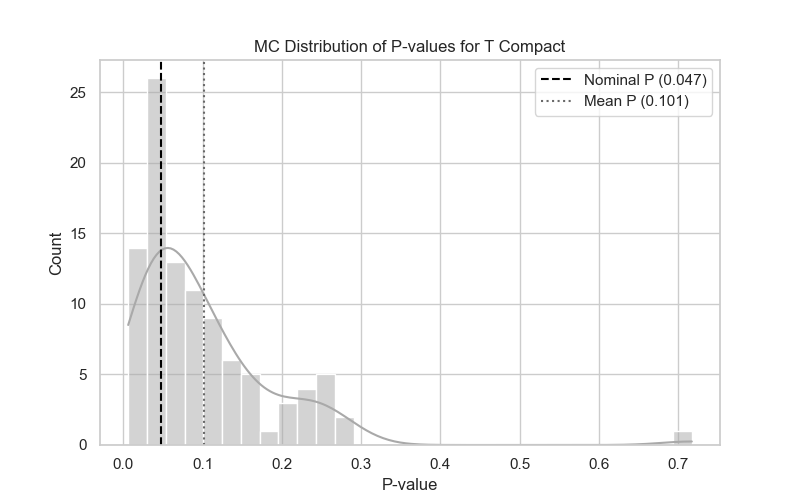 MC Distribution of P-values for T Compact
Nominal P (0.047)
Mean P (0.101)
Count
25
20
15
10
5
0
0.0 0.1 0.2 0.3 0.4 0.5 0.6 0.7
P-value